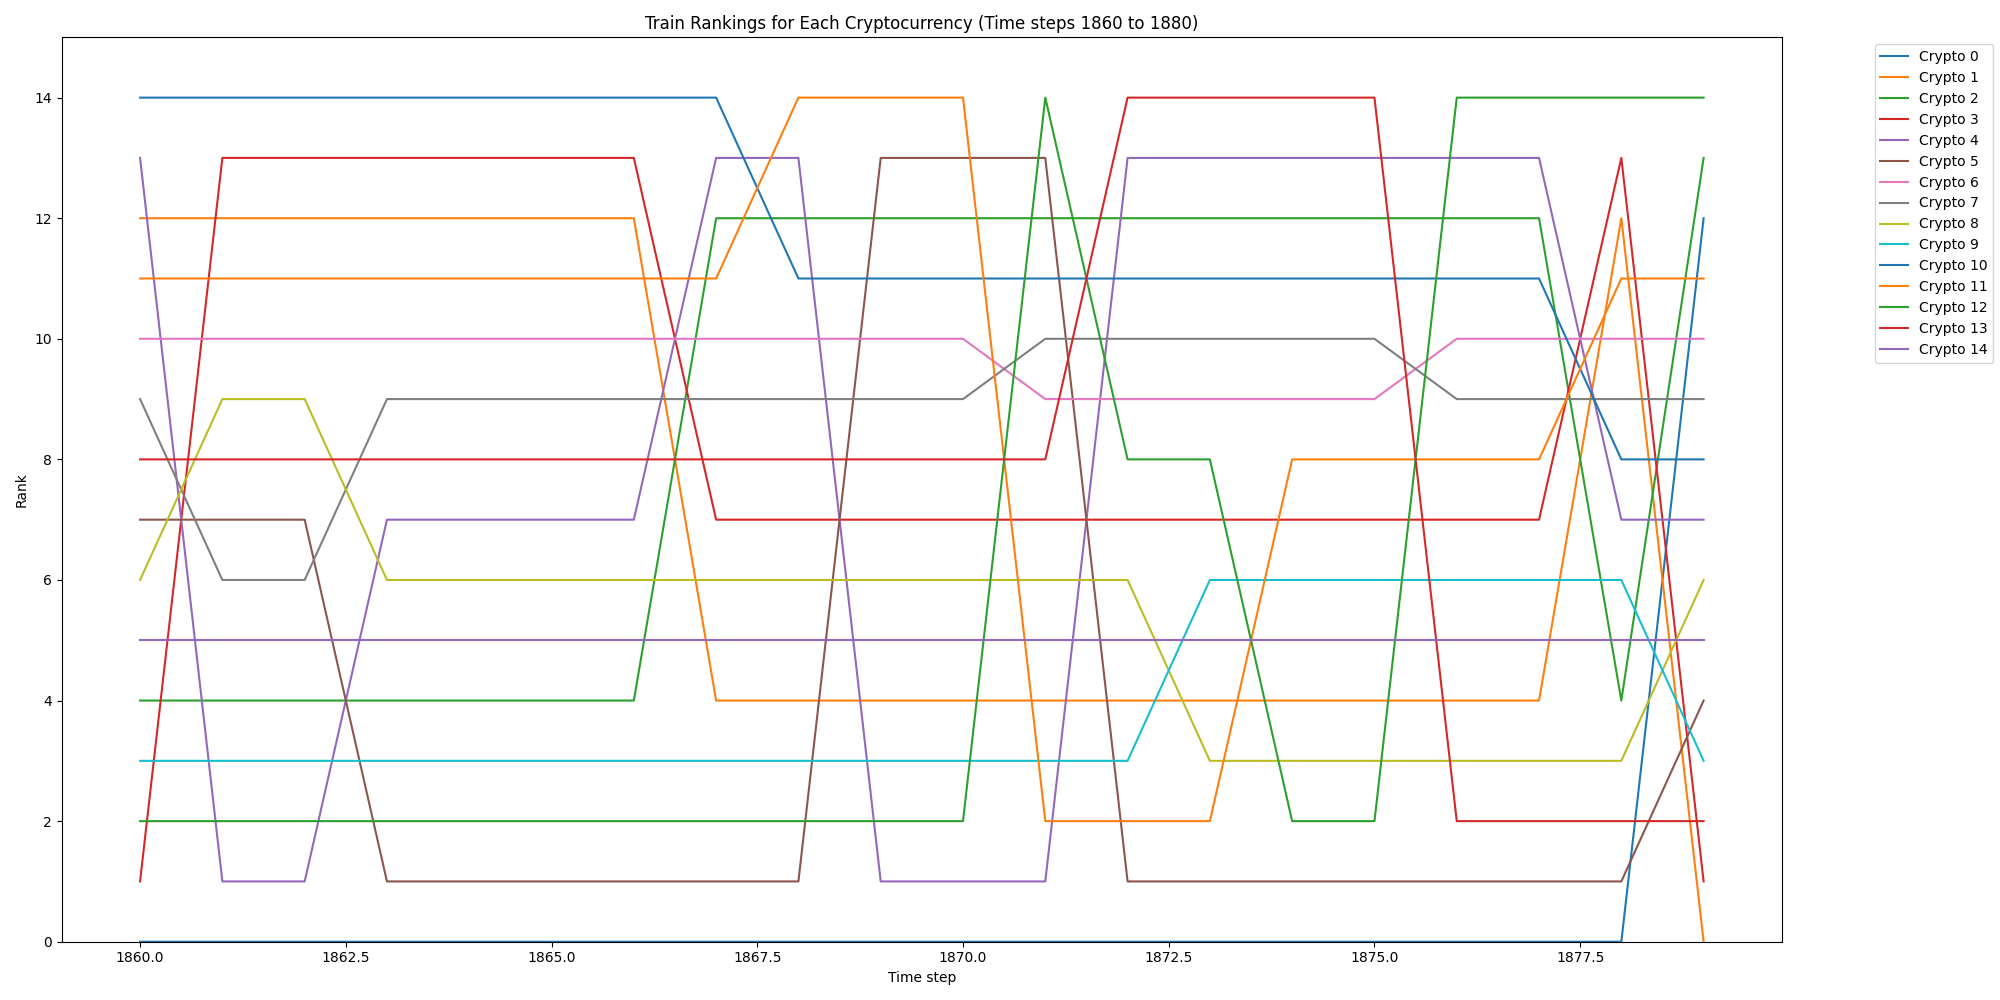 Train Rankings for Each Cryptocurrency (Time steps 1860 to 1880)
Rank
14
12
10
8
6
4
2
0
1860.0
1862.5
1865.0
1867.5
1870.0
1872.5
1875.0
1877.5
Time step
Crypto 0
Crypto 1
Crypto 2
Crypto 3
Crypto 4
Crypto 5
Crypto 6
Crypto 7
Crypto 8
Crypto 9
Crypto 10
Crypto 11
Crypto 12
Crypto 13
Crypto 14